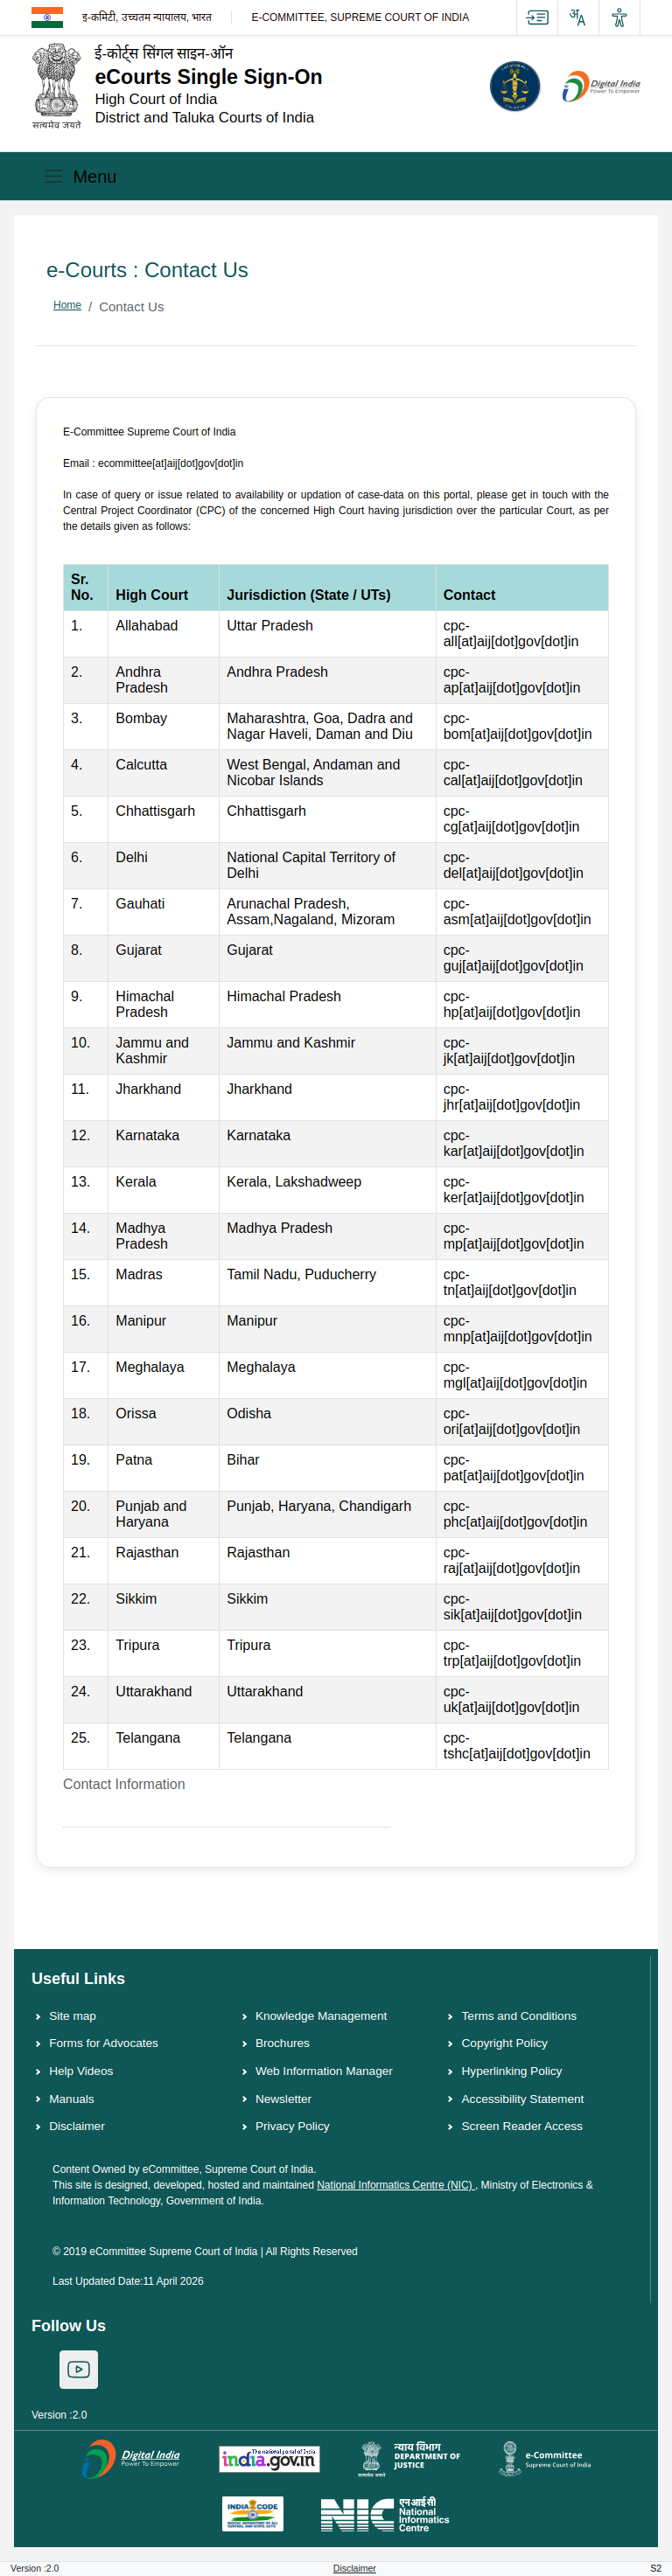 इ-कमिटी, उच्चतम न्यायालय, भारत E-COMMITTEE, SUPREME COURT OF INDIA
अ A
ई-कोर्ट्स सिंगल साइन-ऑन
eCourts Single Sign-On
High Court of India
District and Taluka Courts of India
सत्यमेव जयते
Digital India
Power To Empower
Menu
e-Courts : Contact Us
Home / Contact Us
E-Committee Supreme Court of India
Email : ecommittee[at]aij[dot]gov[dot]in
In case of query or issue related to availability or updation of case-data on this portal, please get in touch with the
Central Project Coordinator (CPC) of the concerned High Court having jurisdiction over the particular Court, as per
the details given as follows:
Sr.
No. High Court Jurisdiction (State / UTs) Contact
1. Allahabad Uttar Pradesh cpc-
all[at]aij[dot]gov[dot]in
2. Andhra Andhra Pradesh cpc-
Pradesh ap[at]aij[dot]gov[dot]in
3. Bombay Maharashtra, Goa, Dadra and cpc-
Nagar Haveli, Daman and Diu bom[at]aij[dot]gov[dot]in
4. Calcutta West Bengal, Andaman and cpc-
Nicobar Islands cal[at]aij[dot]gov[dot]in
5. Chhattisgarh Chhattisgarh cpc-
cg[at]aij[dot]gov[dot]in
6. Delhi National Capital Territory of cpc-
Delhi del[at]aij[dot]gov[dot]in
7. Gauhati Arunachal Pradesh, cpc-
Assam,Nagaland, Mizoram asm[at]aij[dot]gov[dot]in
8. Gujarat Gujarat cpc-
guj[at]aij[dot]gov[dot]in
9. Himachal Himachal Pradesh cpc-
Pradesh hp[at]aij[dot]gov[dot]in
10. Jammu and Jammu and Kashmir cpc-
Kashmir jk[at]aij[dot]gov[dot]in
11. Jharkhand Jharkhand cpc-
jhr[at]aij[dot]gov[dot]in
12. Karnataka Karnataka cpc-
kar[at]aij[dot]gov[dot]in
13. Kerala Kerala, Lakshadweep cpc-
ker[at]aij[dot]gov[dot]in
14. Madhya Madhya Pradesh cpc-
Pradesh mp[at]aij[dot]gov[dot]in
15. Madras Tamil Nadu, Puducherry cpc-
tn[at]aij[dot]gov[dot]in
16. Manipur Manipur cpc-
mnp[at]aij[dot]gov[dot]in
17. Meghalaya Meghalaya cpc-
mgl[at]aij[dot]gov[dot]in
18. Orissa Odisha cpc-
ori[at]aij[dot]gov[dot]in
19. Patna Bihar cpc-
pat[at]aij[dot]gov[dot]in
20. Punjab and Punjab, Haryana, Chandigarh cpc-
Haryana phc[at]aij[dot]gov[dot]in
21. Rajasthan Rajasthan cpc-
raj[at]aij[dot]gov[dot]in
22. Sikkim Sikkim cpc-
sik[at]aij[dot]gov[dot]in
23. Tripura Tripura cpc-
trp[at]aij[dot]gov[dot]in
24. Uttarakhand Uttarakhand cpc-
uk[at]aij[dot]gov[dot]in
25. Telangana Telangana cpc-
tshc[at]aij[dot]gov[dot]in
Contact Information
Useful Links
Site map Knowledge Management Terms and Conditions
Forms for Advocates Brochures Copyright Policy
Help Videos Web Information Manager Hyperlinking Policy
Manuals Newsletter Accessibility Statement
Disclaimer Privacy Policy Screen Reader Access
Content Owned by eCommittee, Supreme Court of India.
This site is designed, developed, hosted and maintained National Informatics Centre (NIC) , Ministry of Electronics &
Information Technology, Government of India.
© 2019 eCommittee Supreme Court of India | All Rights Reserved
Last Updated Date:11 April 2026
Follow Us
Version :2.0
Digital India
Power To Empower
The national portal of India
india.gov.in
सत्यमेव जयते
न्याय विभाग
DEPARTMENT OF
JUSTICE
e-Committee
Supreme Court of India
INDIA CODE
DIGITAL REPOSITORY OF ALL
CENTRAL AND STATE ACTS
NIC
एनआईसी
National
Informatics
Centre
Version :2.0 Disclaimer S2